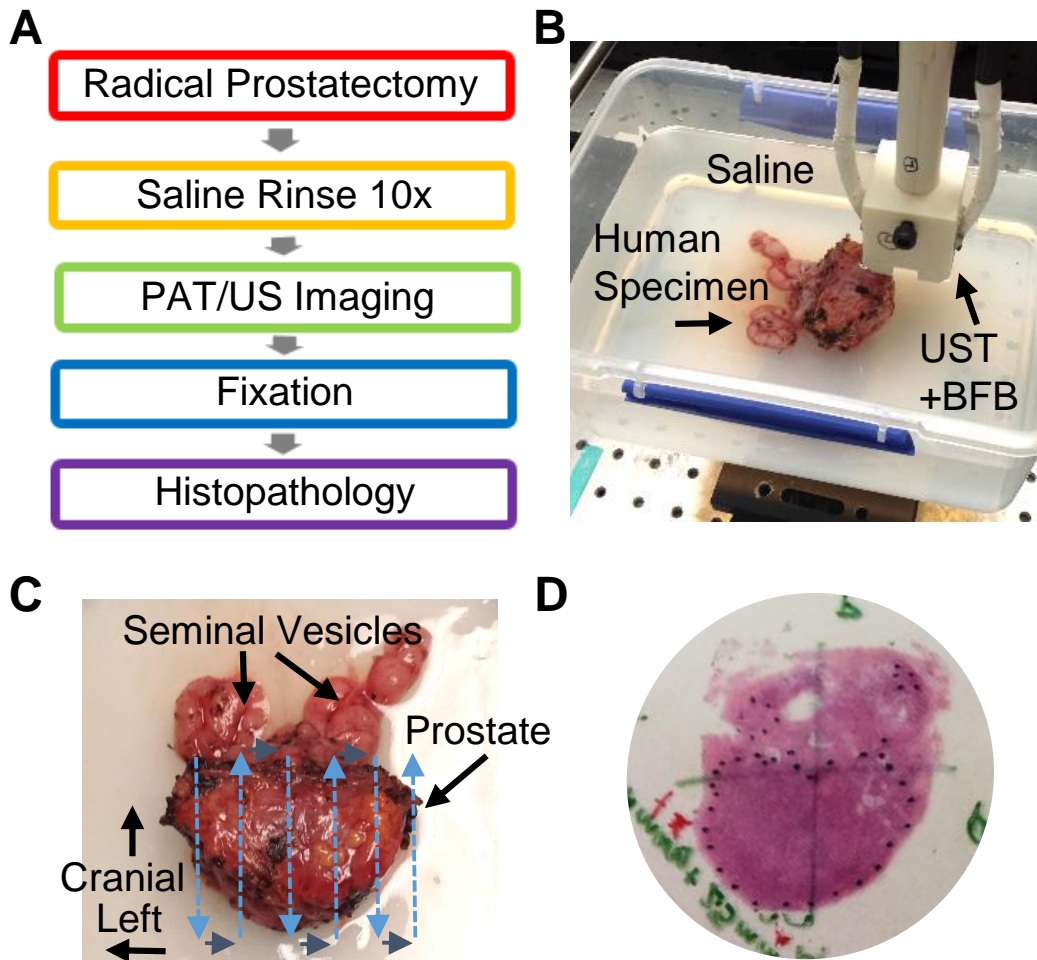 A
Radical Prostatectomy
Saline Rinse 10x
PAT/US Imaging
Fixation
Histopathology
B
Saline
Human
Specimen
UST
+BFB
C
Seminal Vesicles
Prostate
Cranial
Left
D